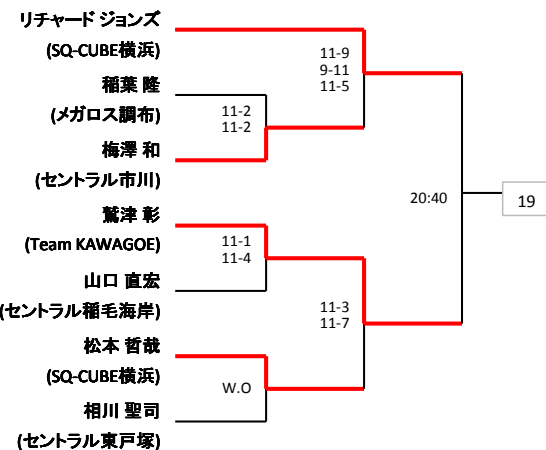 リチャード ジョンズ
(SQ-CUBE横浜)
11-9
9-11
11-5
稲葉 隆
(メガロス調布)
11-2
11-2
梅澤 和
(セントラル市川)
20:40
19
鷲津 彰
(Team KAWAGOE)
11-1
11-4
山口 直宏
(セントラル稲毛海岸)
11-3
11-7
松本 哲哉
(SQ-CUBE横浜)
W.O
相川 聖司
(セントラル東戸塚)